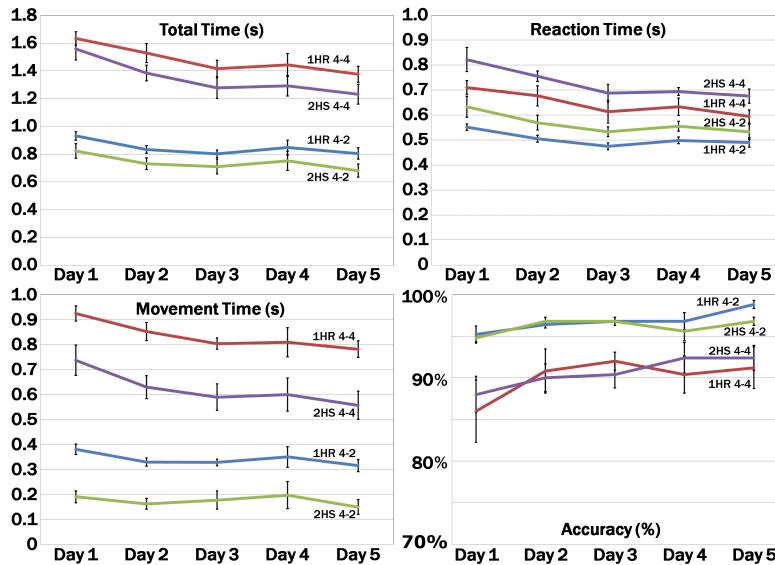 Total Time (s)
1.8
1.6
1.4
1.2
1.0
0.8
0.6
0.4
0.2
0.0
1HR 4-4
2HS 4-4
1HR 4-2
2HS 4-2
Day 1 Day 2 Day 3 Day 4 Day 5
Reaction Time (s)
1.0
0.9
0.8
0.7
0.6
0.5
0.4
0.3
0.2
0.1
0
2HS 4-4
1HR 4-4
2HS 4-2
1HR 4-2
Day 1 Day 2 Day 3 Day 4 Day 5
Movement Time (s)
1.0
0.9
0.8
0.7
0.6
0.5
0.4
0.3
0.2
0.1
0
1HR 4-4
2HS 4-4
1HR 4-2
2HS 4-2
Day 1 Day 2 Day 3 Day 4 Day 5
100%
90%
80%
70%
1HR 4-2
2HS 4-2
2HS 4-4
1HR 4-4
Accuracy (%)
Day 1 Day 2 Day 3 Day 4 Day 5